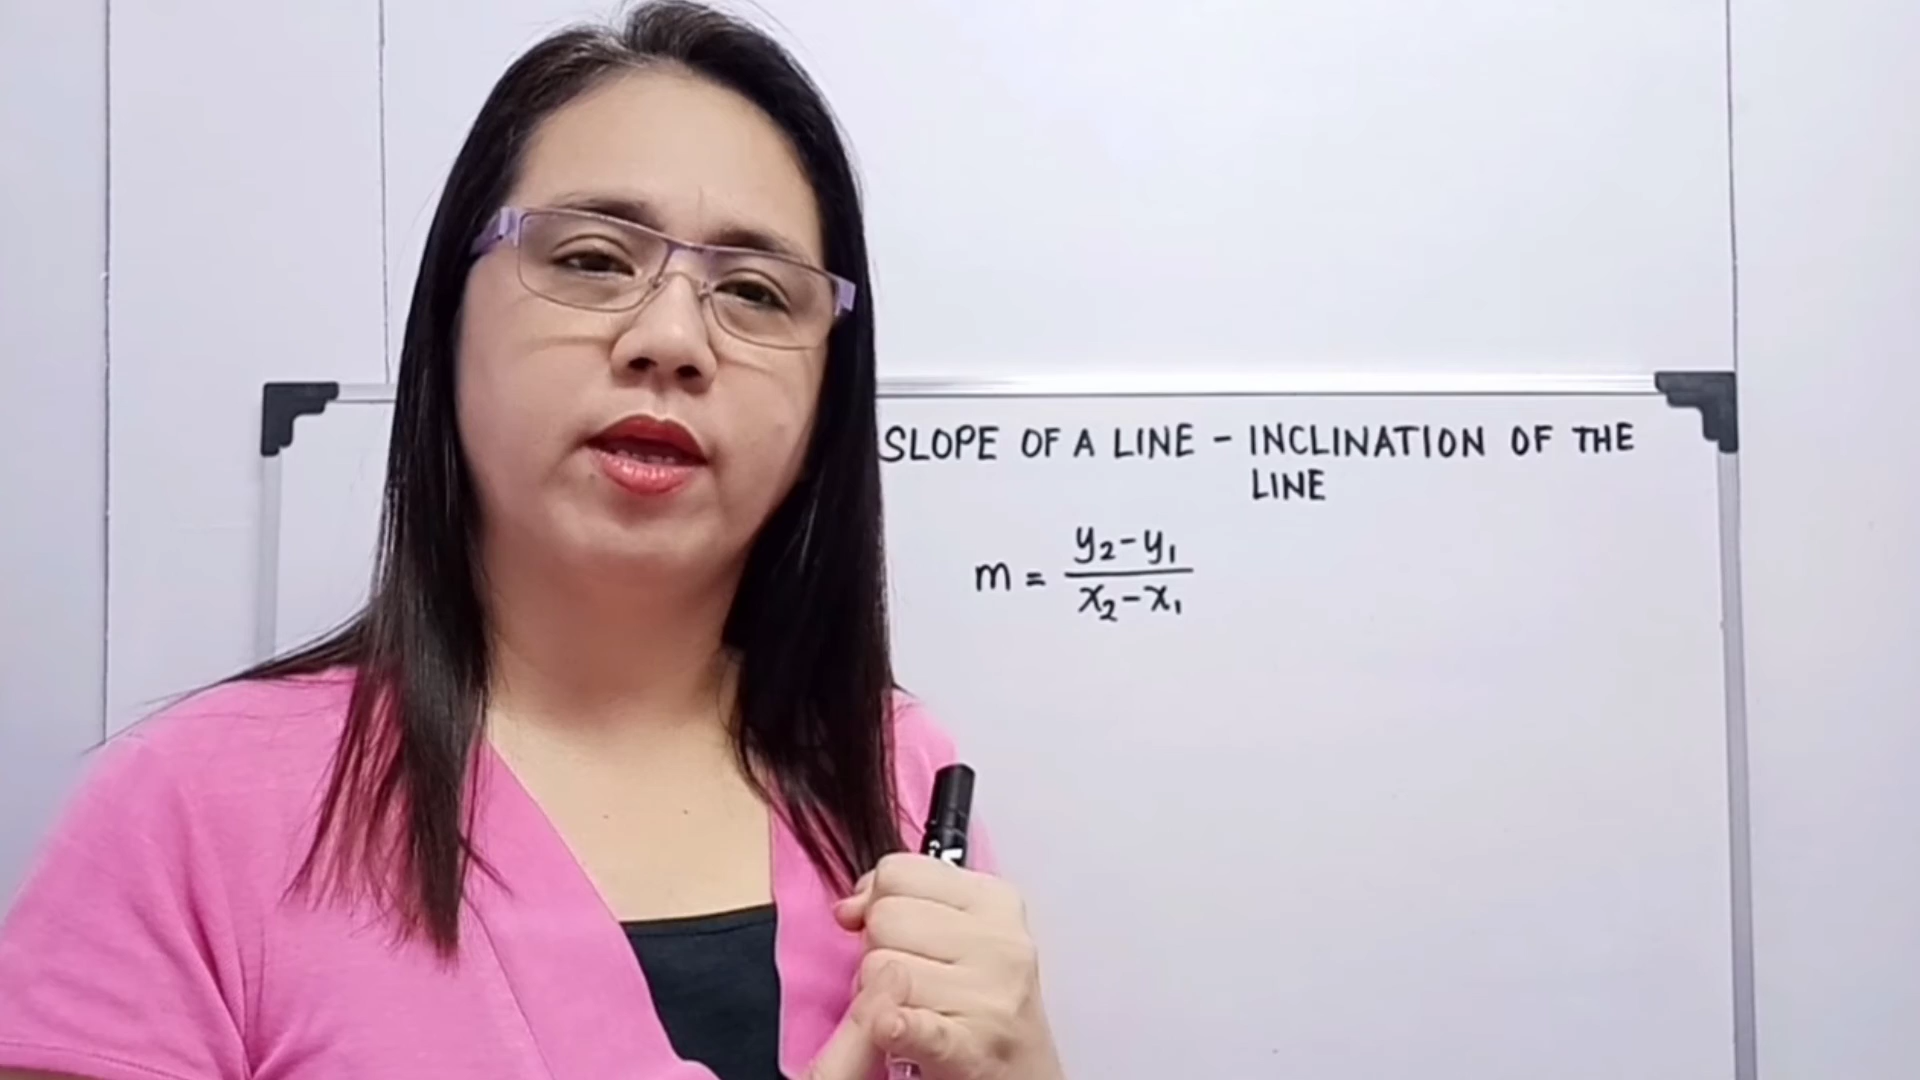 SLOPE OF A LINE - INCLINATION OF THE
LINE
m = y₂-y₁
x₂-x₁